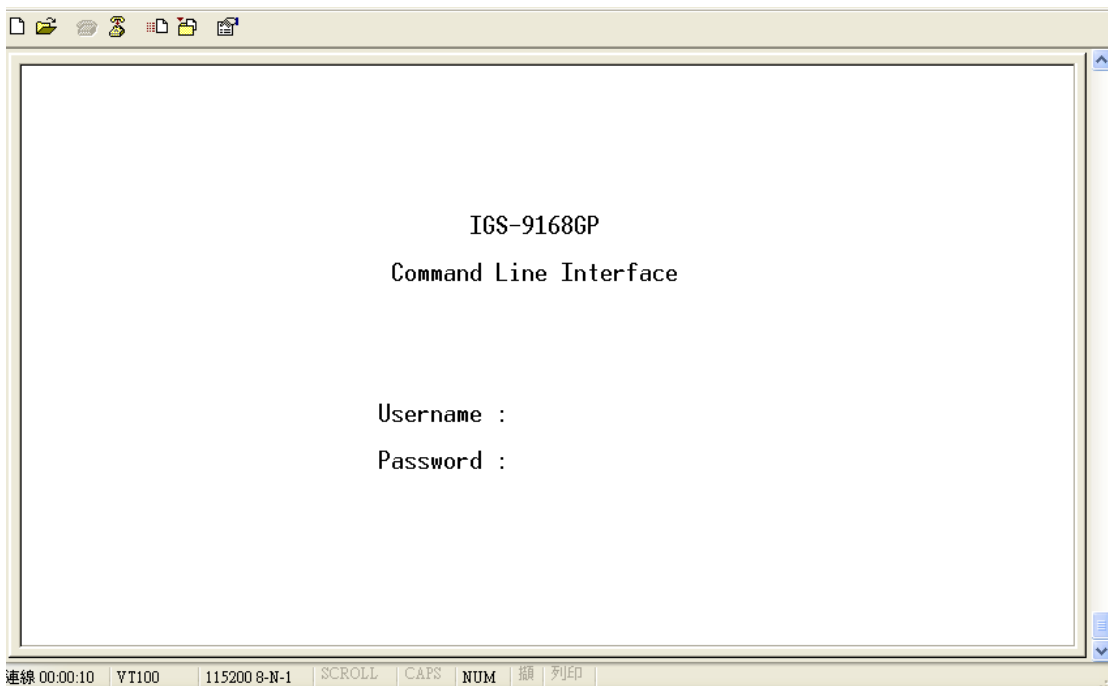 IGS-9168GP
Command Line Interface
Username :
Password :
連線 00:00:10 VT100 115200 8-N-1 SCROLL CAPS NUM 擷 列印